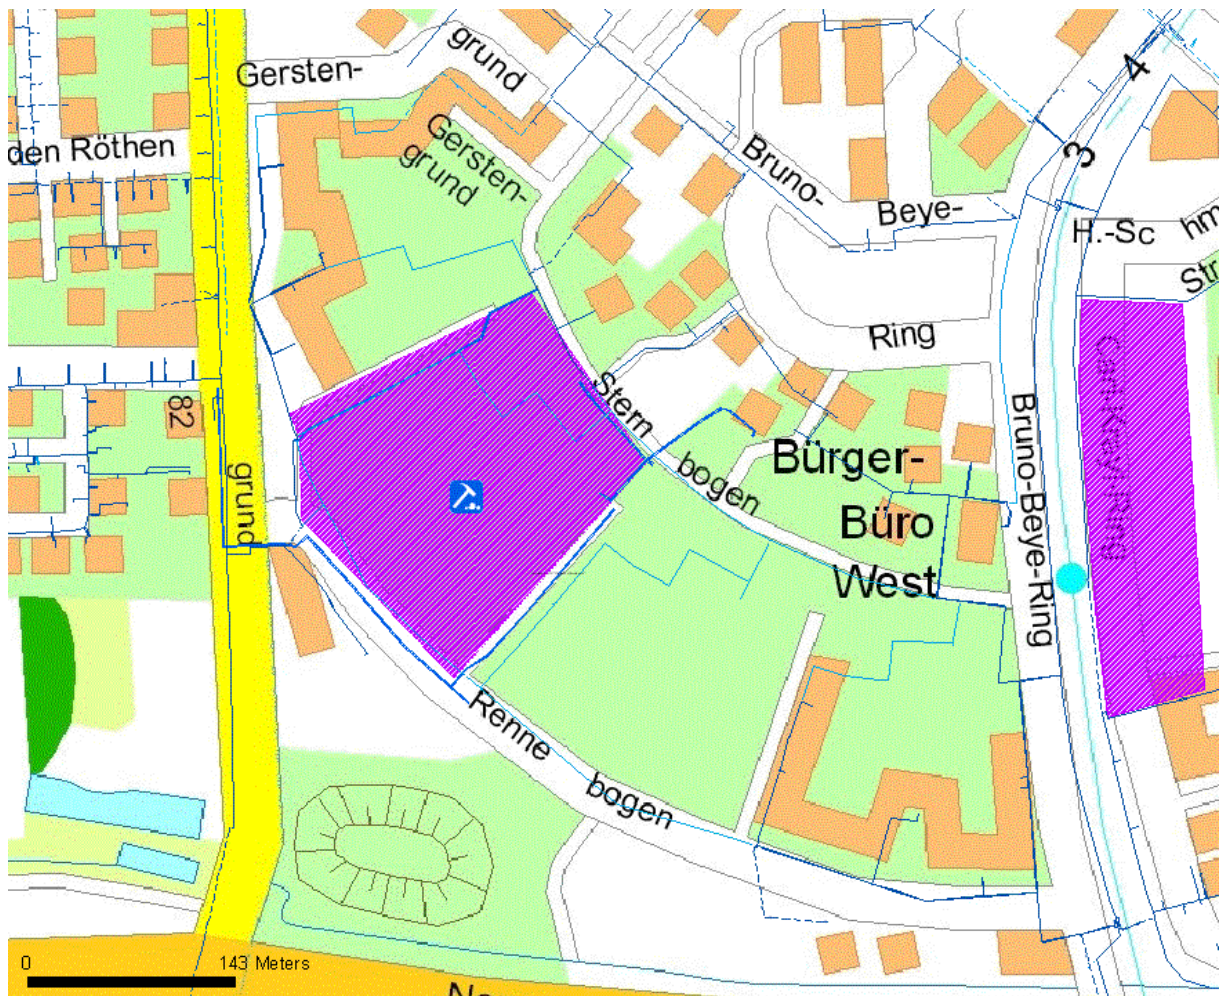 Gersten-
grund
den Röthen
Gersten-
grund
Bruno-
Beye-
Ring
4
3
H.-Sc
hm
Str
82
grund
Stern
bogen
Bürger-
Büro
West
Bruno-Beye-Ring
Carl-Krey-Ring
Renne
bogen
0
143 Meters